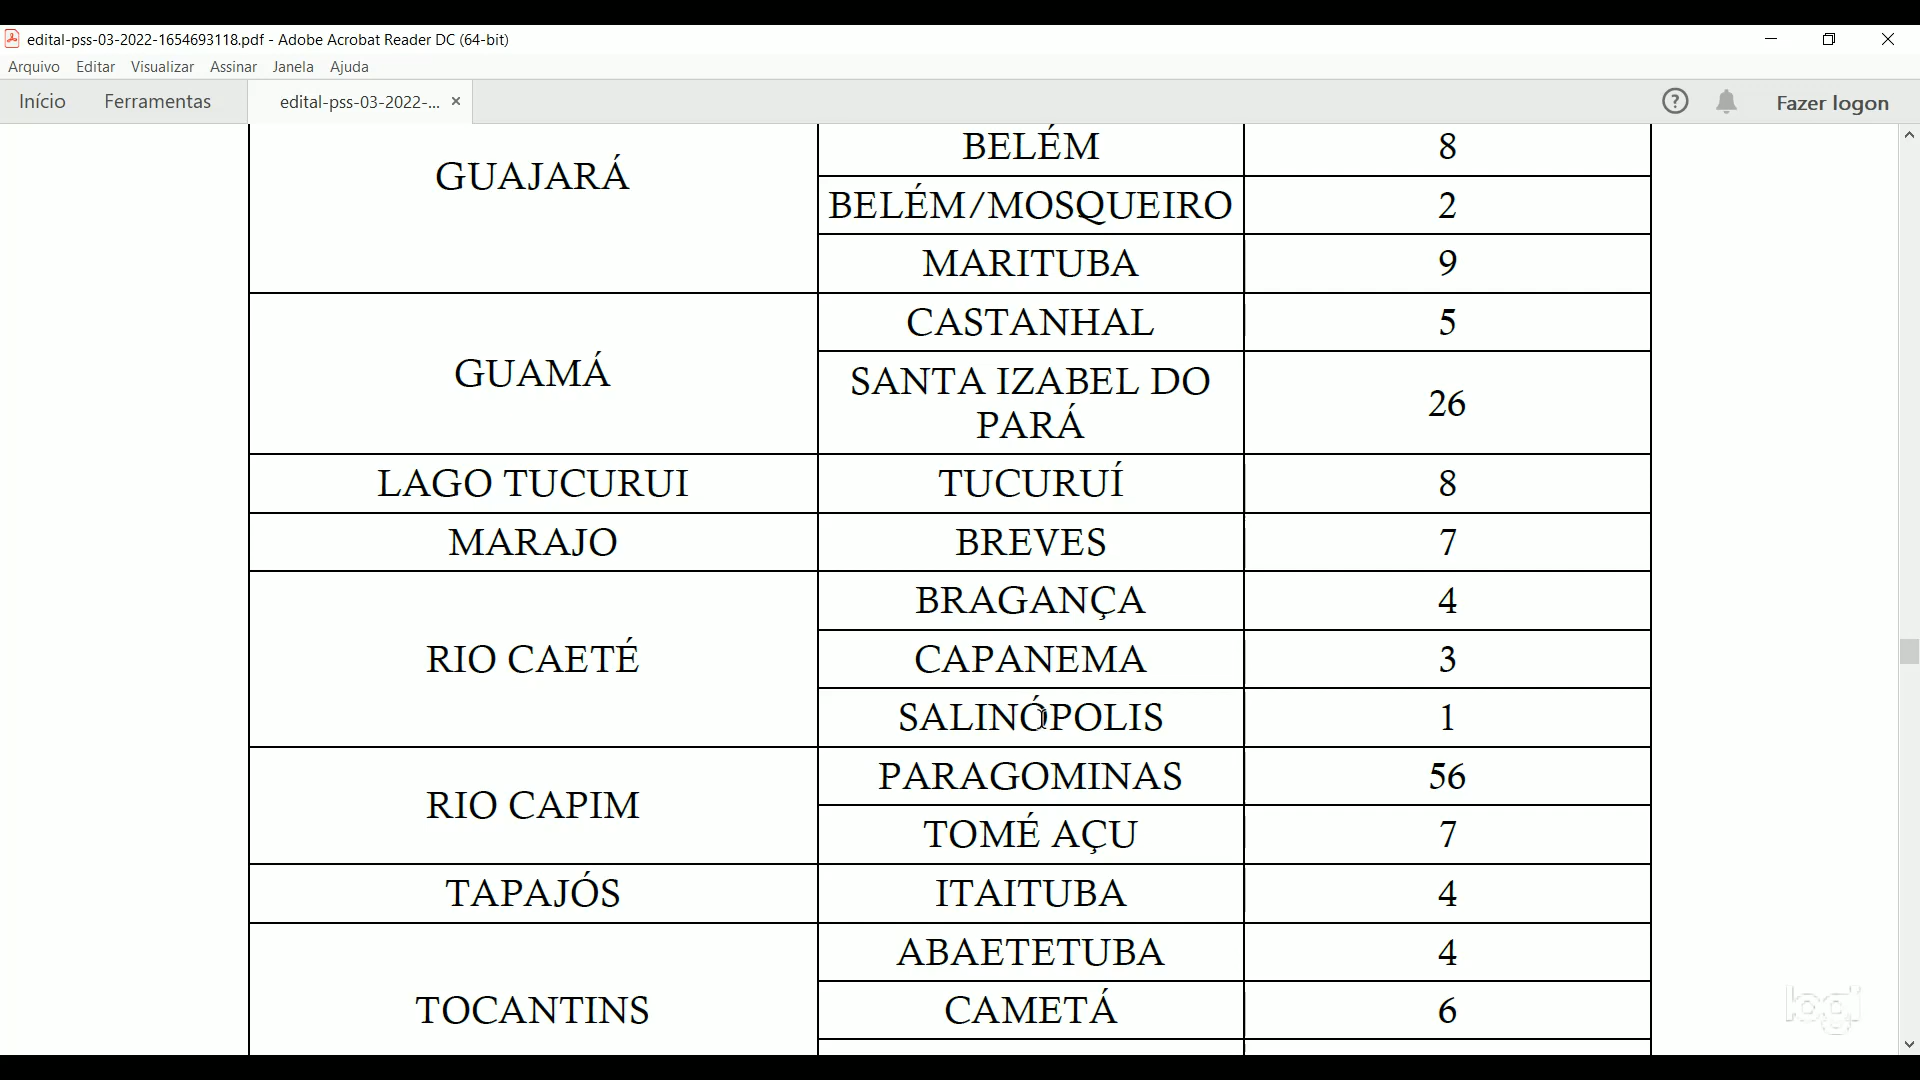 edital-pss-03-2022-1654693118.pdf - Adobe Acrobat Reader DC (64-bit)
Arquivo Editar Visualizar Assinar Janela Ajuda
Início Ferramentas edital-pss-03-2022-... × ? Fazer logon
GUAJARÁ
BELÉM 8
BELÉM/MOSQUEIRO 2
MARITUBA 9
GUAMÁ
CASTANHAL 5
SANTA IZABEL DO
PARÁ 26
LAGO TUCURUI TUCURUÍ 8
MARAJO BREVES 7
RIO CAETÉ
BRAGANÇA 4
CAPANEMA 3
SALINÓPOLIS 1
RIO CAPIM
PARAGOMINAS 56
TOMÉ AÇU 7
TAPAJÓS ITAITUBA 4
TOCANTINS
ABAETETUBA 4
CAMETÁ 6
logi